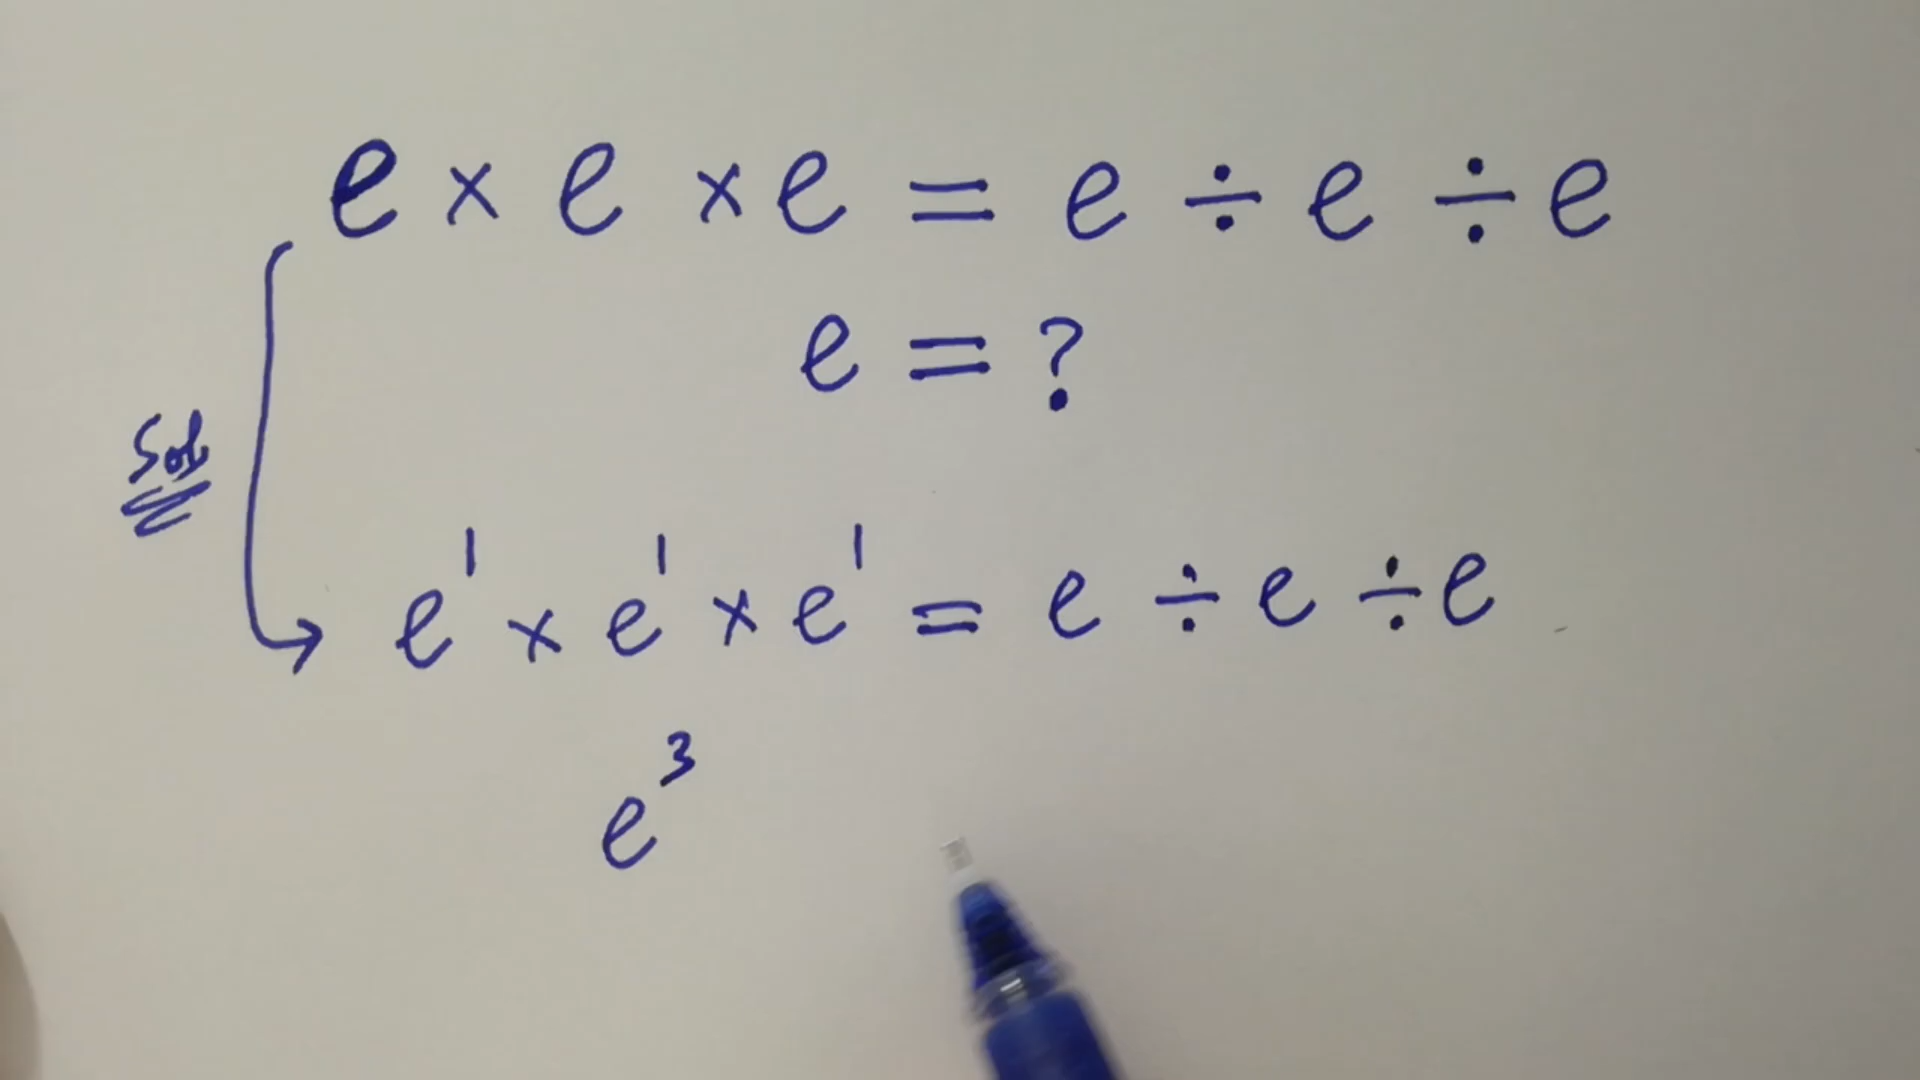 e × e × e = e ÷ e ÷ e
e = ?
Sol
e¹ × e¹ × e¹ = e ÷ e ÷ e
e³